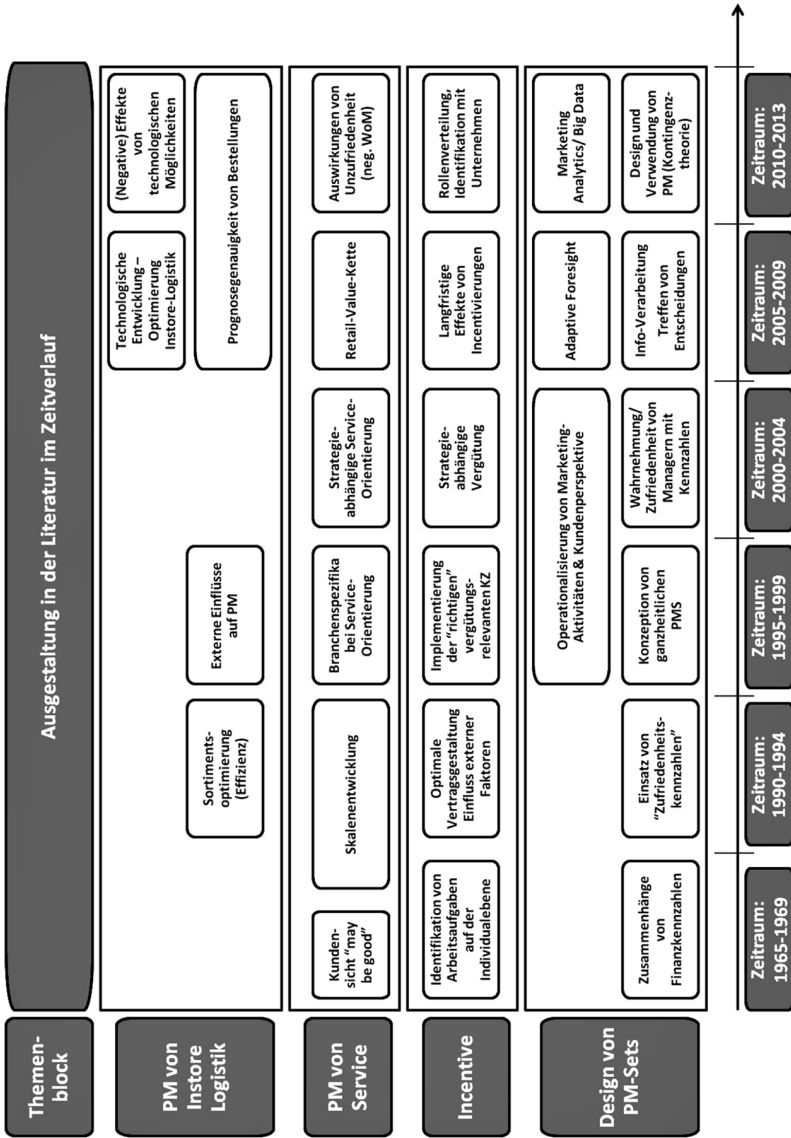 Themen-
block
Ausgestaltung in der Literatur im Zeitverlauf
PM von
Instore
Logistik
Sortiments-
optimierung
(Effizienz)
Externe Einflüsse
auf PM
Technologische
Entwicklung –
Optimierung
Instore-Logistik
(Negative) Effekte
von
technologischen
Möglichkeiten
Prognosegenauigkeit von Bestellungen
PM von
Service
Kunden-
sicht "may
be good"
Skalenentwicklung
Branchenspezifika
bei Service-
Orientierung
Strategie-
abhängige Service-
Orientierung
Retail-Value-Kette
Auswirkungen von
Unzufriedenheit
(neg. WoM)
Incentive
Identifikation von
Arbeitsaufgaben
auf der
Individualebene
Optimale
Vertragsgestaltung
Einfluss externer
Faktoren
Implementierung
der "richtigen"
vergütungs-
relevanten KZ
Strategie-
abhängige
Vergütung
Langfristige
Effekte von
Incentivierungen
Rollenverteilung,
Identifikation mit
Unternehmen
Design von
PM-Sets
Operationalisierung von Marketing-
Aktivitäten & Kundenperspektive
Adaptive Foresight
Marketing
Analytics/ Big Data
Zusammenhänge
von
Finanzkennzahlen
Einsatz von
"Zufriedenheits-
kennzahlen"
Konzeption von
ganzheitlichen
PMS
Wahrnehmung/
Zufriedenheit von
Managern mit
Kennzahlen
Info-Verarbeitung
Treffen von
Entscheidungen
Design und
Verwendung von
PM (Kontingenz-
theorie)
Zeitraum:
1965-1969
Zeitraum:
1990-1994
Zeitraum:
1995-1999
Zeitraum:
2000-2004
Zeitraum:
2005-2009
Zeitraum:
2010-2013